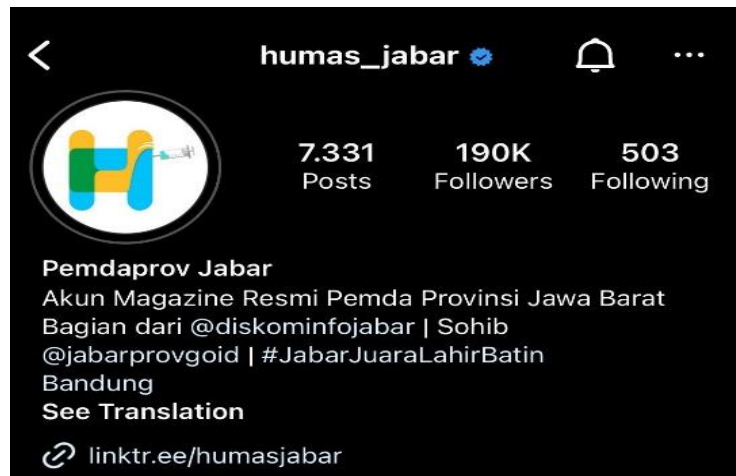 humas_jabar
7.331 190K 503
Posts Followers Following
Pemdaprov Jabar
Akun Magazine Resmi Pemda Provinsi Jawa Barat
Bagian dari @diskominfojabar | Sohib
@jabarprovgoid | #JabarJuaraLahirBatin
Bandung
See Translation
linktr.ee/humasjabar